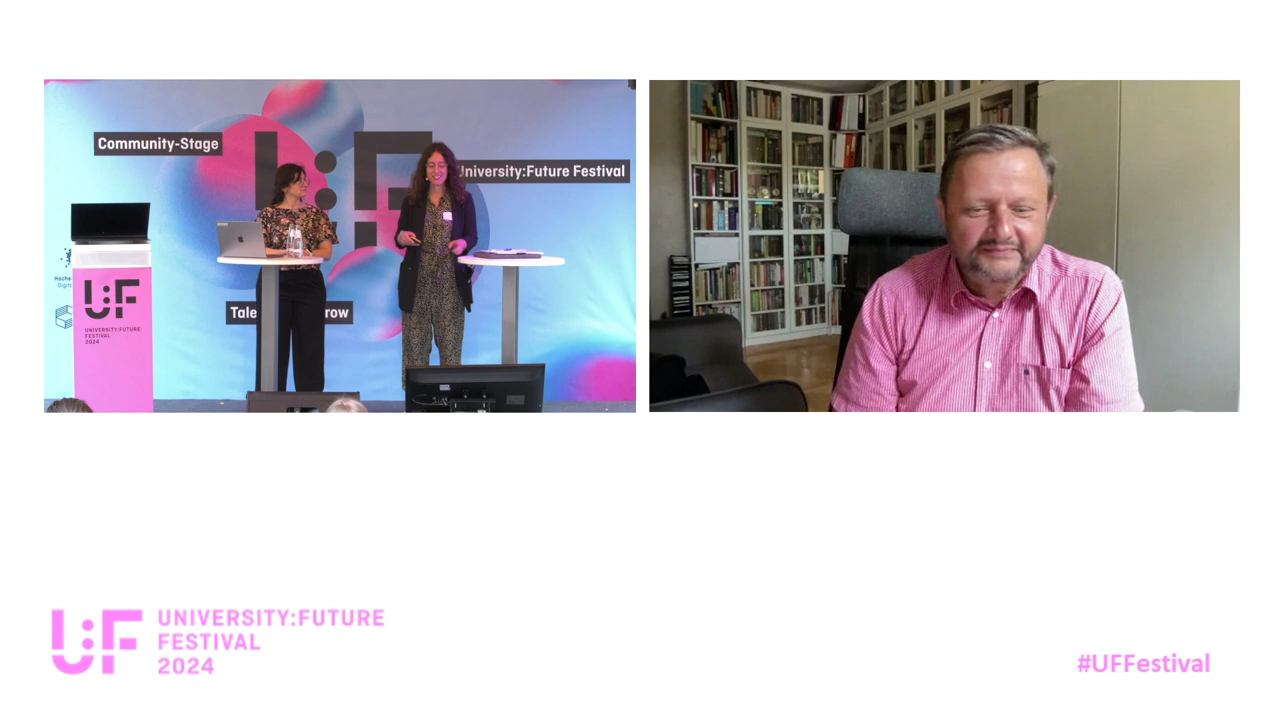 Community-Stage
University:Future Festival
U:F
UNIVERSITY:FUTURE
FESTIVAL
2024
U:F
UNIVERSITY:FUTURE
FESTIVAL
2024
#UFFestival